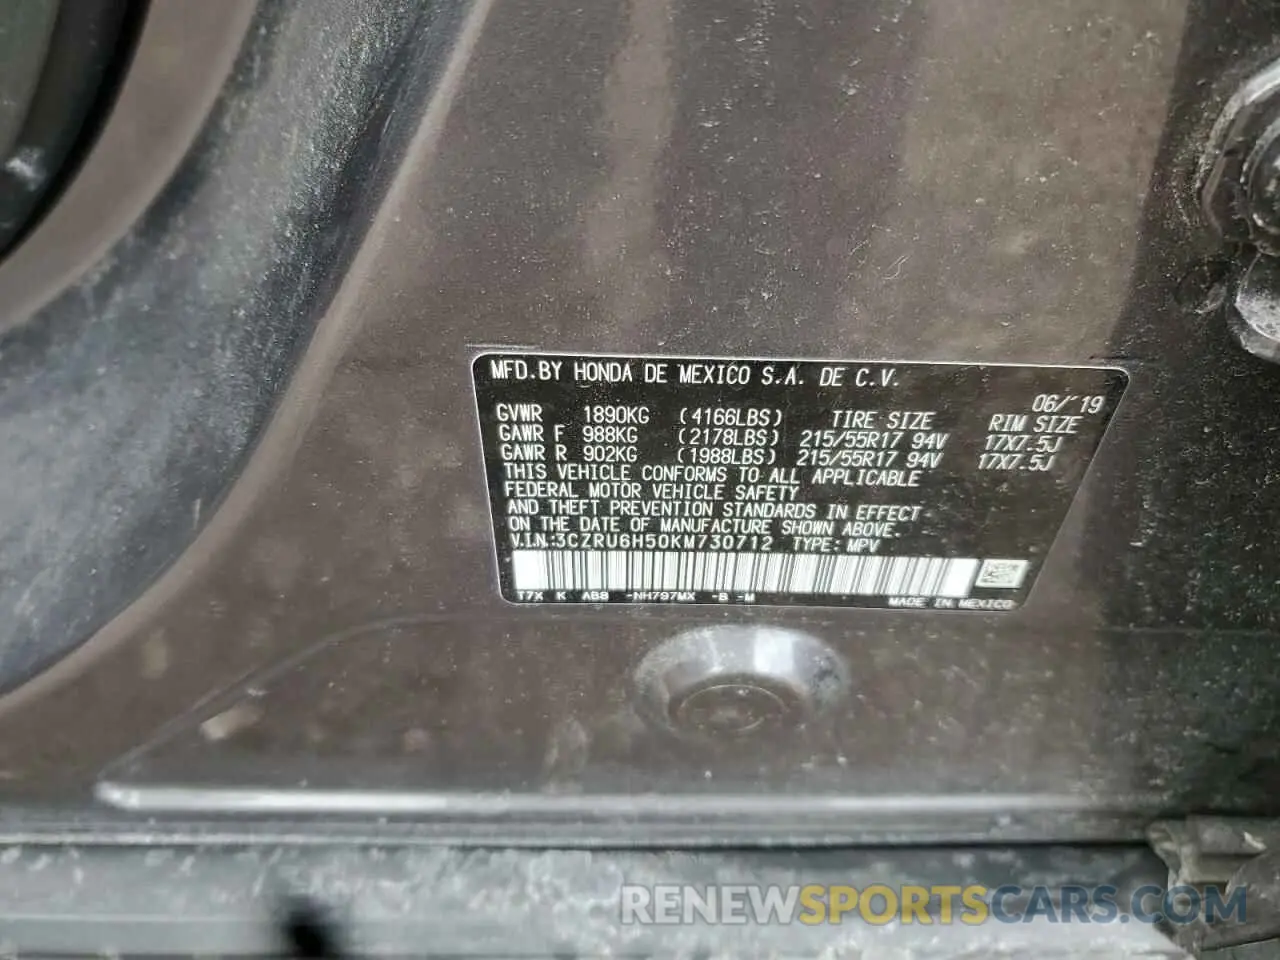 MFD.BY HONDA DE MEXICO S.A. DE C.V.
06/'19
GVWR 1890KG (4166LBS) TIRE SIZE RIM SIZE
GAWR F 988KG (2178LBS) 215/55R17 94V 17X7.5J
GAWR R 902KG (1988LBS) 215/55R17 94V 17X7.5J
THIS VEHICLE CONFORMS TO ALL APPLICABLE
FEDERAL MOTOR VEHICLE SAFETY
AND THEFT PREVENTION STANDARDS IN EFFECT
ON THE DATE OF MANUFACTURE SHOWN ABOVE.
V.I.N.:3CZRU6H50KM730712 TYPE: MPV
T7X K AB8 -NH797MX -B -M
MADE IN MEXICO
RENEWSPORTSCARS.COM